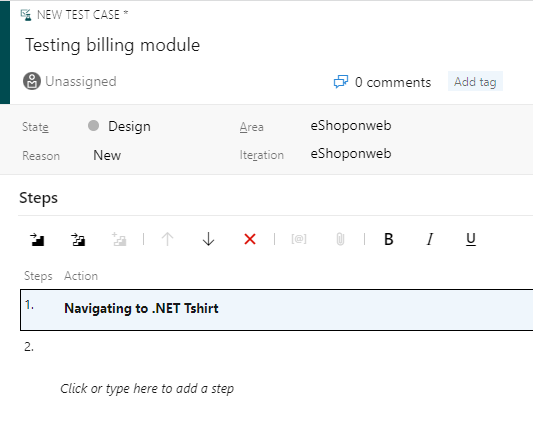 NEW TEST CASE *
Testing billing module
Unassigned
0 comments
Add tag
State
Design
Area
eShoponweb
Reason
New
Iteration
eShoponweb
Steps
[@]
B
I
U
Steps Action
1. Navigating to .NET Tshirt
2.
Click or type here to add a step